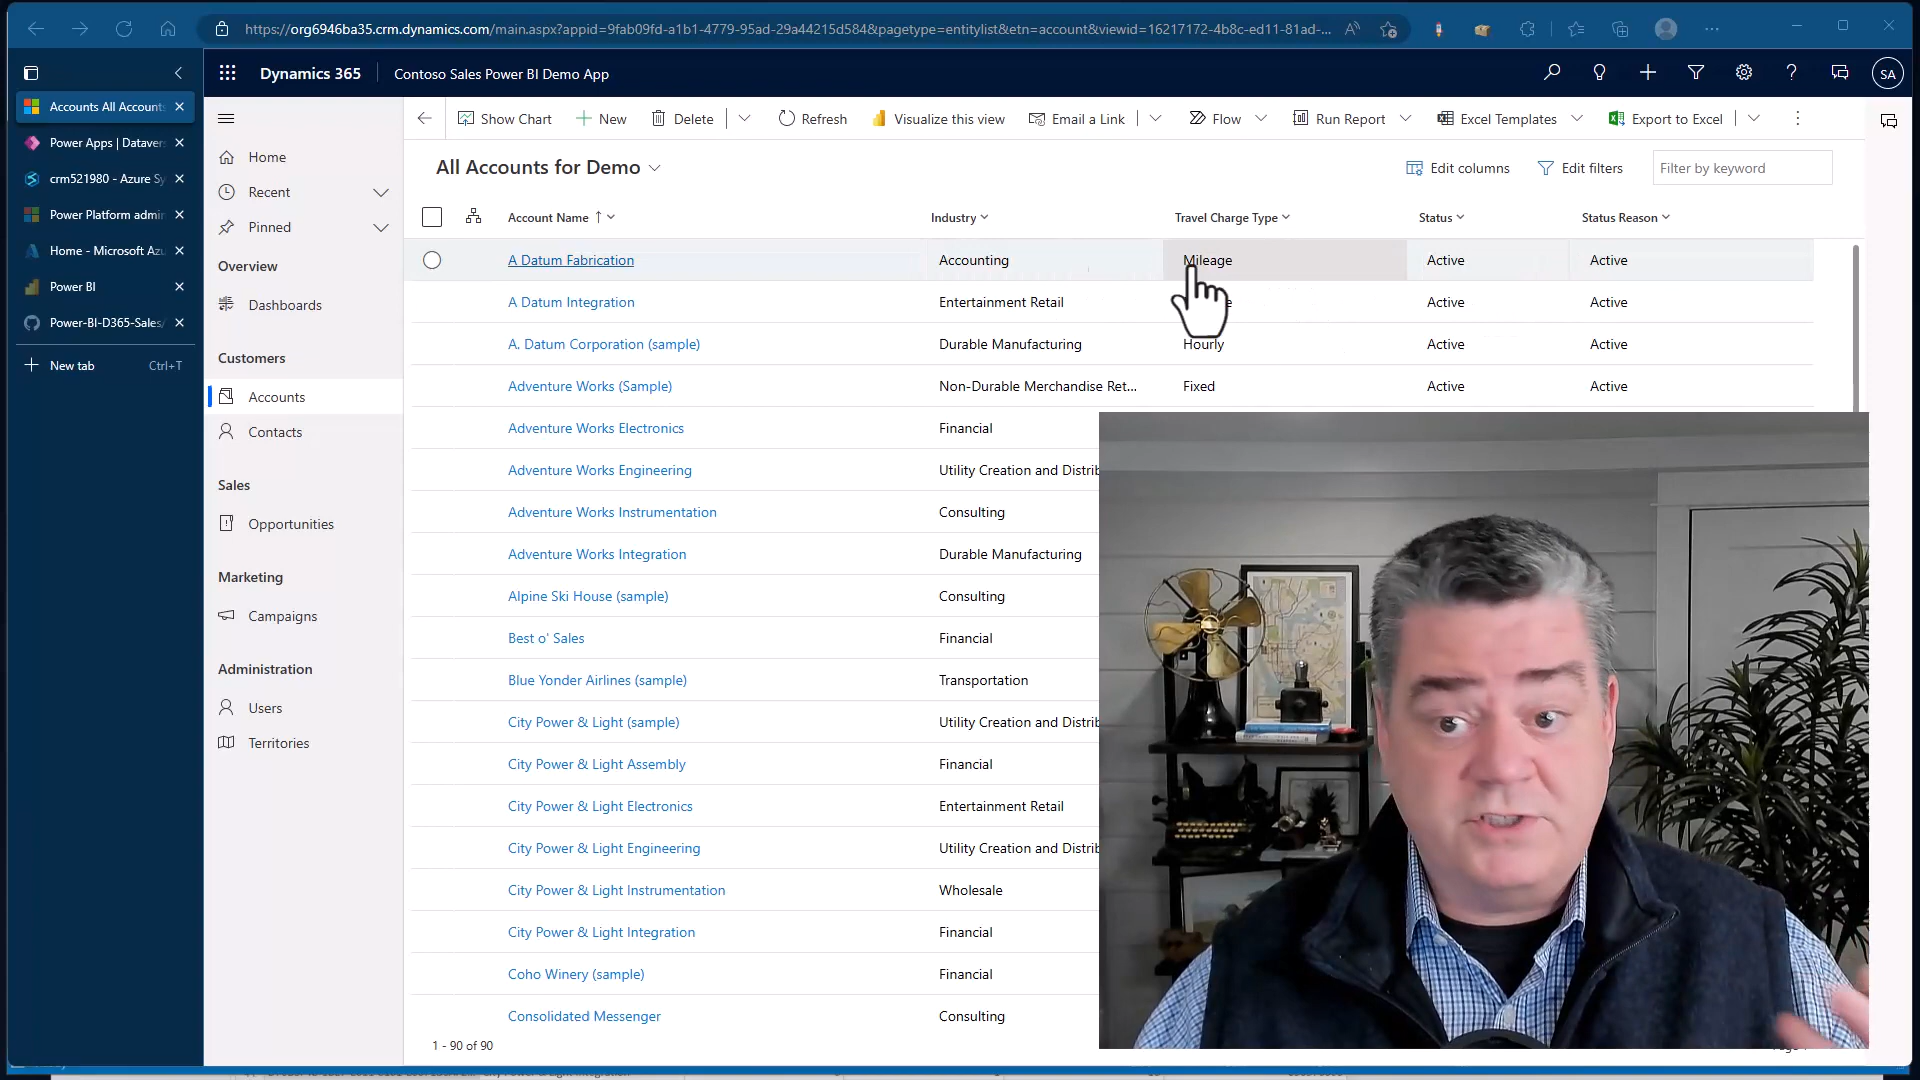 https://org6946ba35.crm.dynamics.com/main.aspx?appid=9fab09fd-a1b1-4779-95ad-29a44215d584&pagetype=entitylist&etn=account&viewid=16217172-4b8c-ed11-81ad-...
Accounts All Account
Power Apps | Datavers
crm521980 - Azure Sy
Power Platform admin
Home - Microsoft Azu
Power BI
Power-BI-D365-Sales/
New tab Ctrl+T
Dynamics 365 Contoso Sales Power BI Demo App SA
Show Chart New Delete Refresh Visualize this view Email a Link Flow Run Report Excel Templates Export to Excel
Home
Recent
Pinned
Overview
Dashboards
Customers
Accounts
Contacts
Sales
Opportunities
Marketing
Campaigns
Administration
Users
Territories
All Accounts for Demo Edit columns Edit filters Filter by keyword
Account Name Industry Travel Charge Type Status Status Reason
A Datum Fabrication Accounting Mileage Active Active
A Datum Integration Entertainment Retail Active Active
A. Datum Corporation (sample) Durable Manufacturing Hourly Active Active
Adventure Works (Sample) Non-Durable Merchandise Ret... Fixed Active Active
Adventure Works Electronics Financial
Adventure Works Engineering Utility Creation and Distrib
Adventure Works Instrumentation Consulting
Adventure Works Integration Durable Manufacturing
Alpine Ski House (sample) Consulting
Best o' Sales Financial
Blue Yonder Airlines (sample) Transportation
City Power & Light (sample) Utility Creation and Distrib
City Power & Light Assembly Financial
City Power & Light Electronics Entertainment Retail
City Power & Light Engineering Utility Creation and Distrib
City Power & Light Instrumentation Wholesale
City Power & Light Integration Financial
Coho Winery (sample) Financial
Consolidated Messenger Consulting
1 - 90 of 90